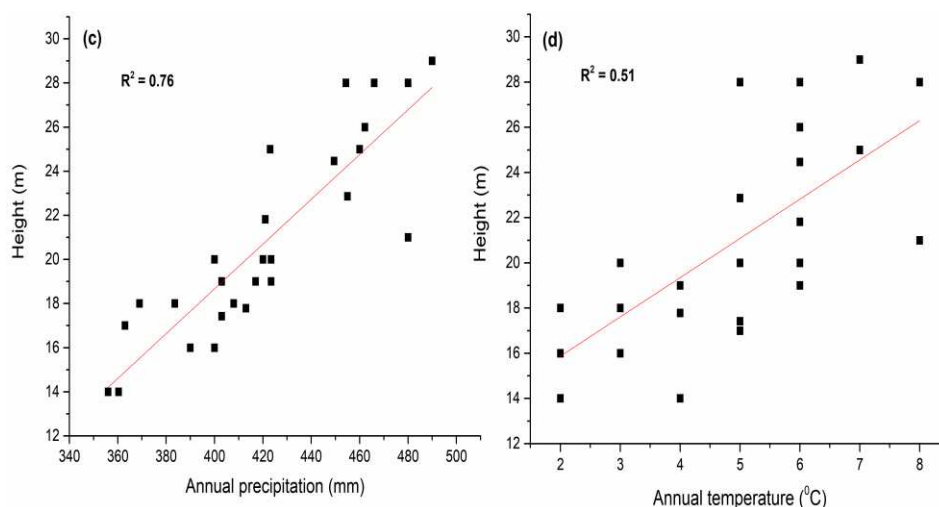 (c)
R² = 0.76
30
28
26
24
22
20
18
16
14
12
Height (m)
340 360 380 400 420 440 460 480 500
Annual precipitation (mm)
(d)
R² = 0.51
30
28
26
24
22
20
18
16
14
12
Height (m)
2 3 4 5 6 7 8
Annual temperature (⁰C)